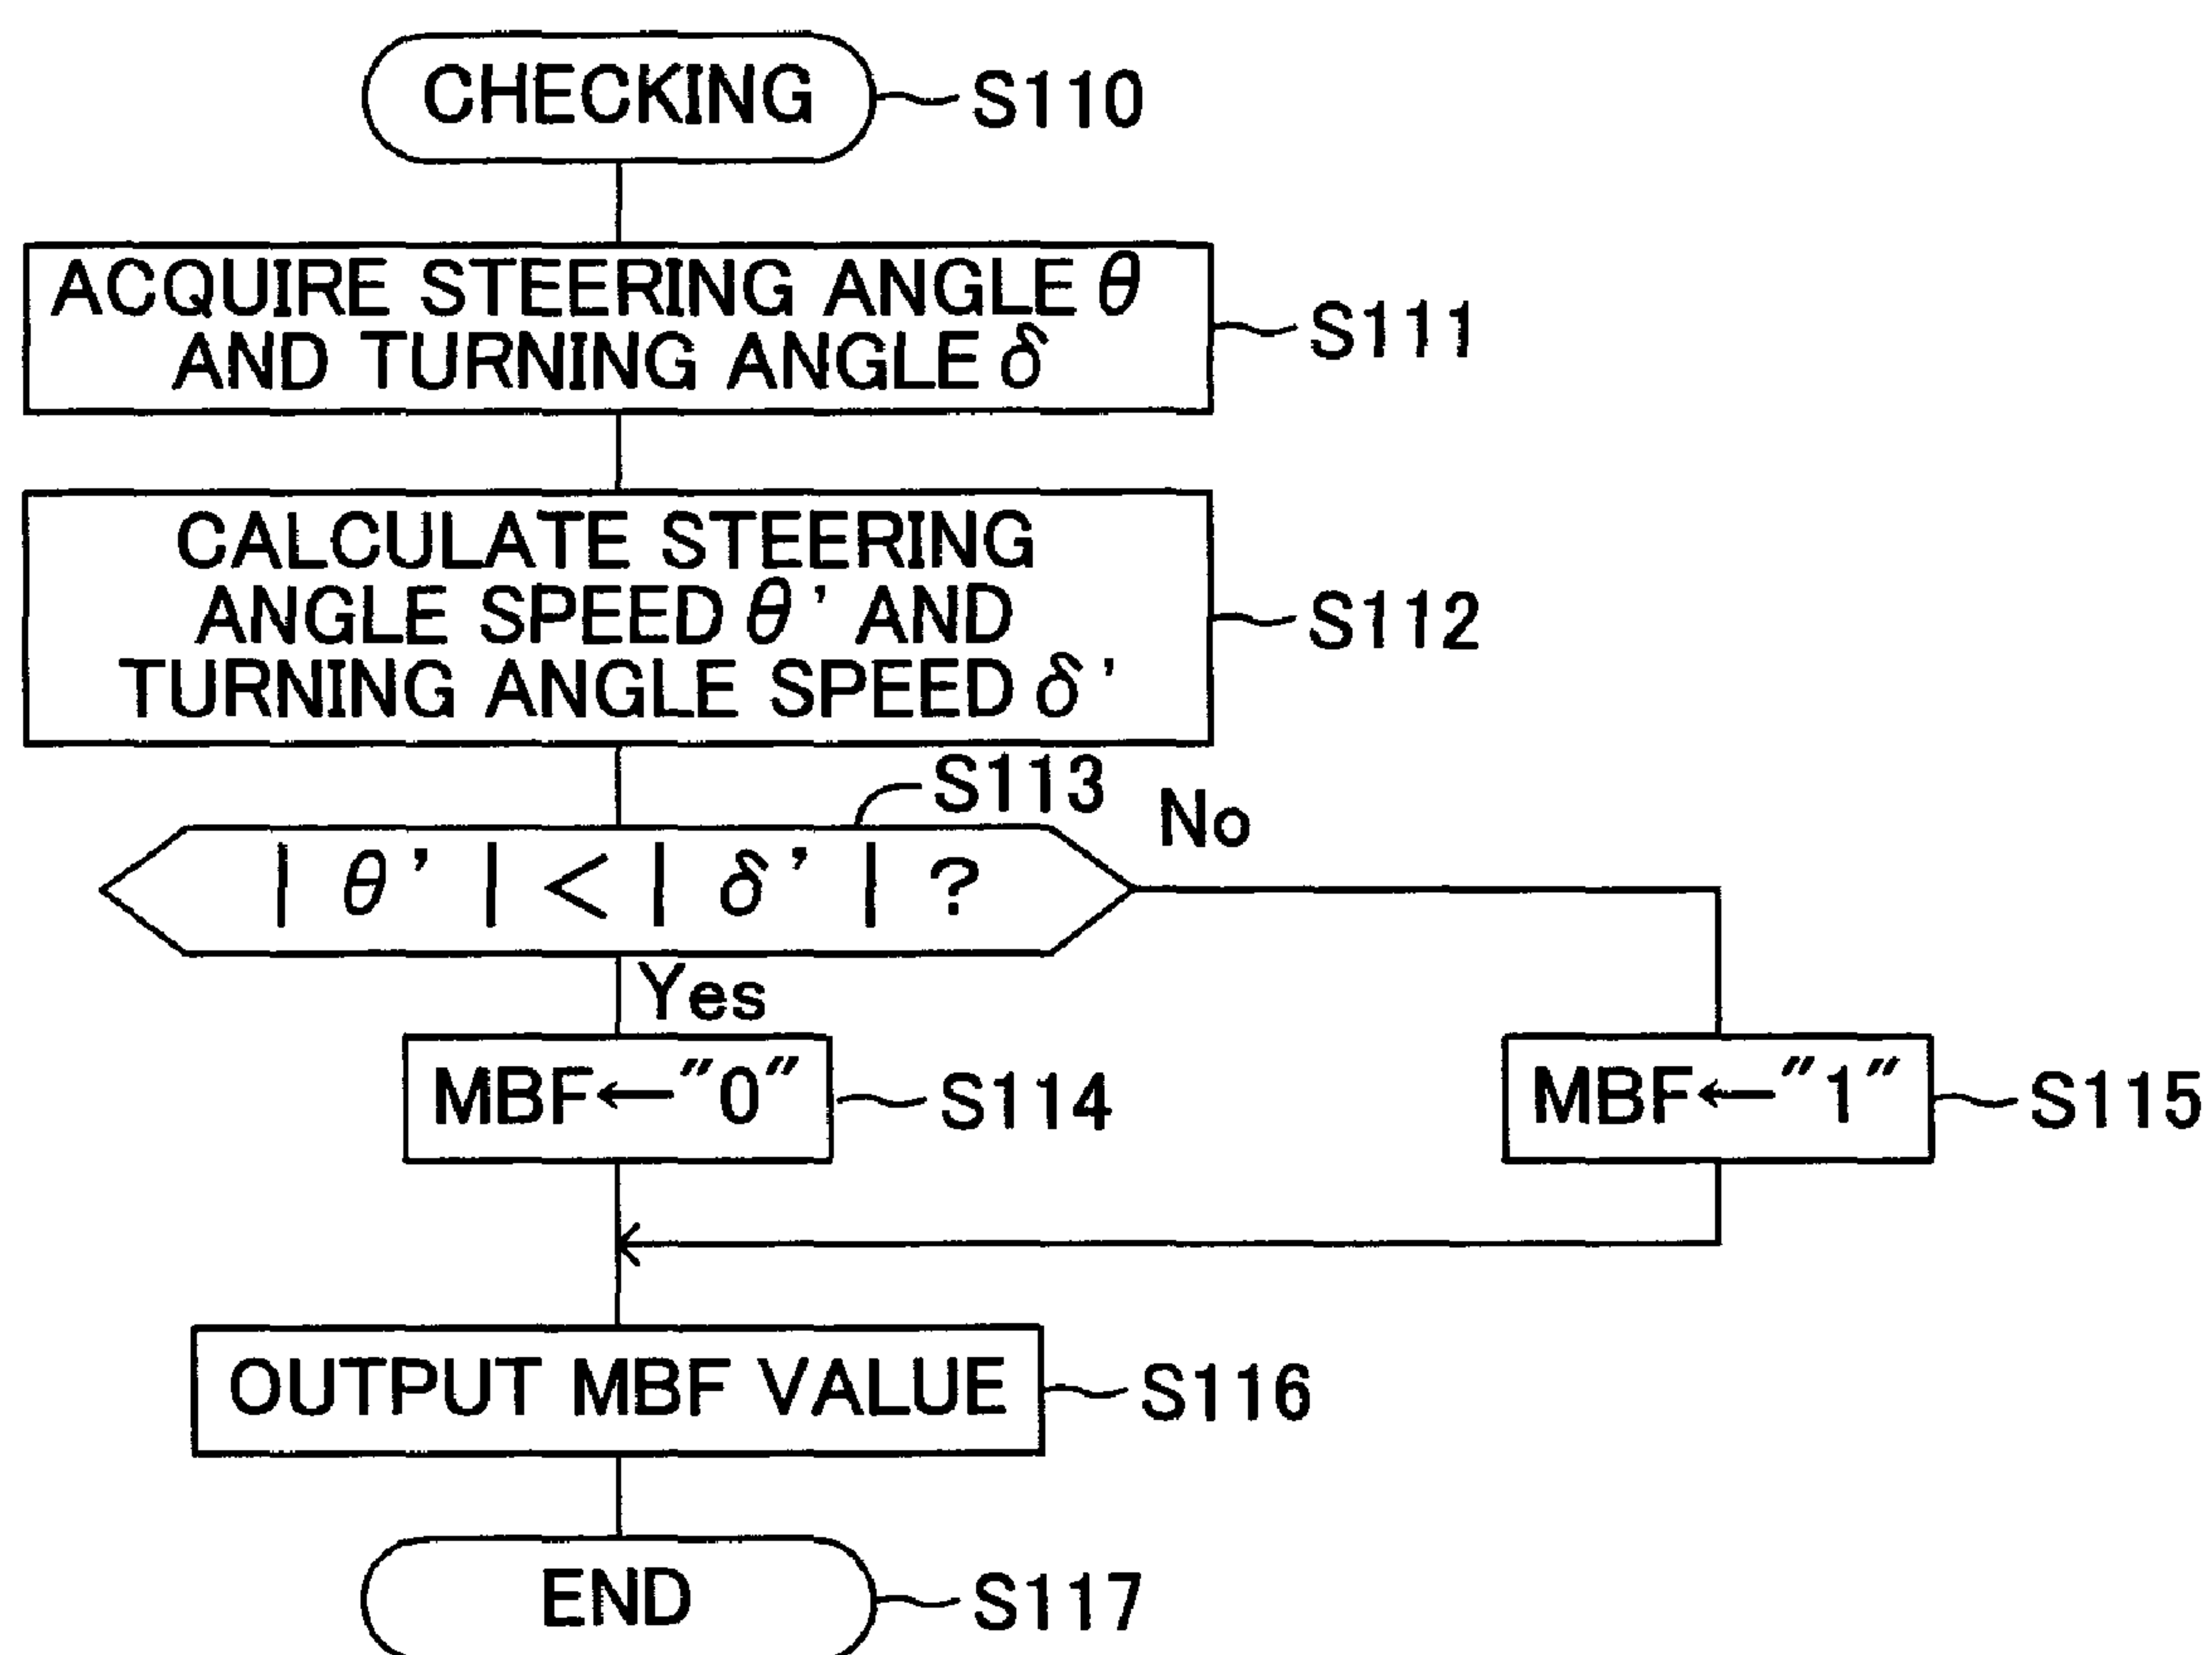 CHECKING
S110
ACQUIRE STEERING ANGLE θ
AND TURNING ANGLE δ
S111
CALCULATE STEERING
ANGLE SPEED θ' AND
TURNING ANGLE SPEED δ'
S112
S113
| θ' | < | δ' | ?
No
Yes
MBF←"0"
S114
MBF←"1"
S115
OUTPUT MBF VALUE
S116
END
S117